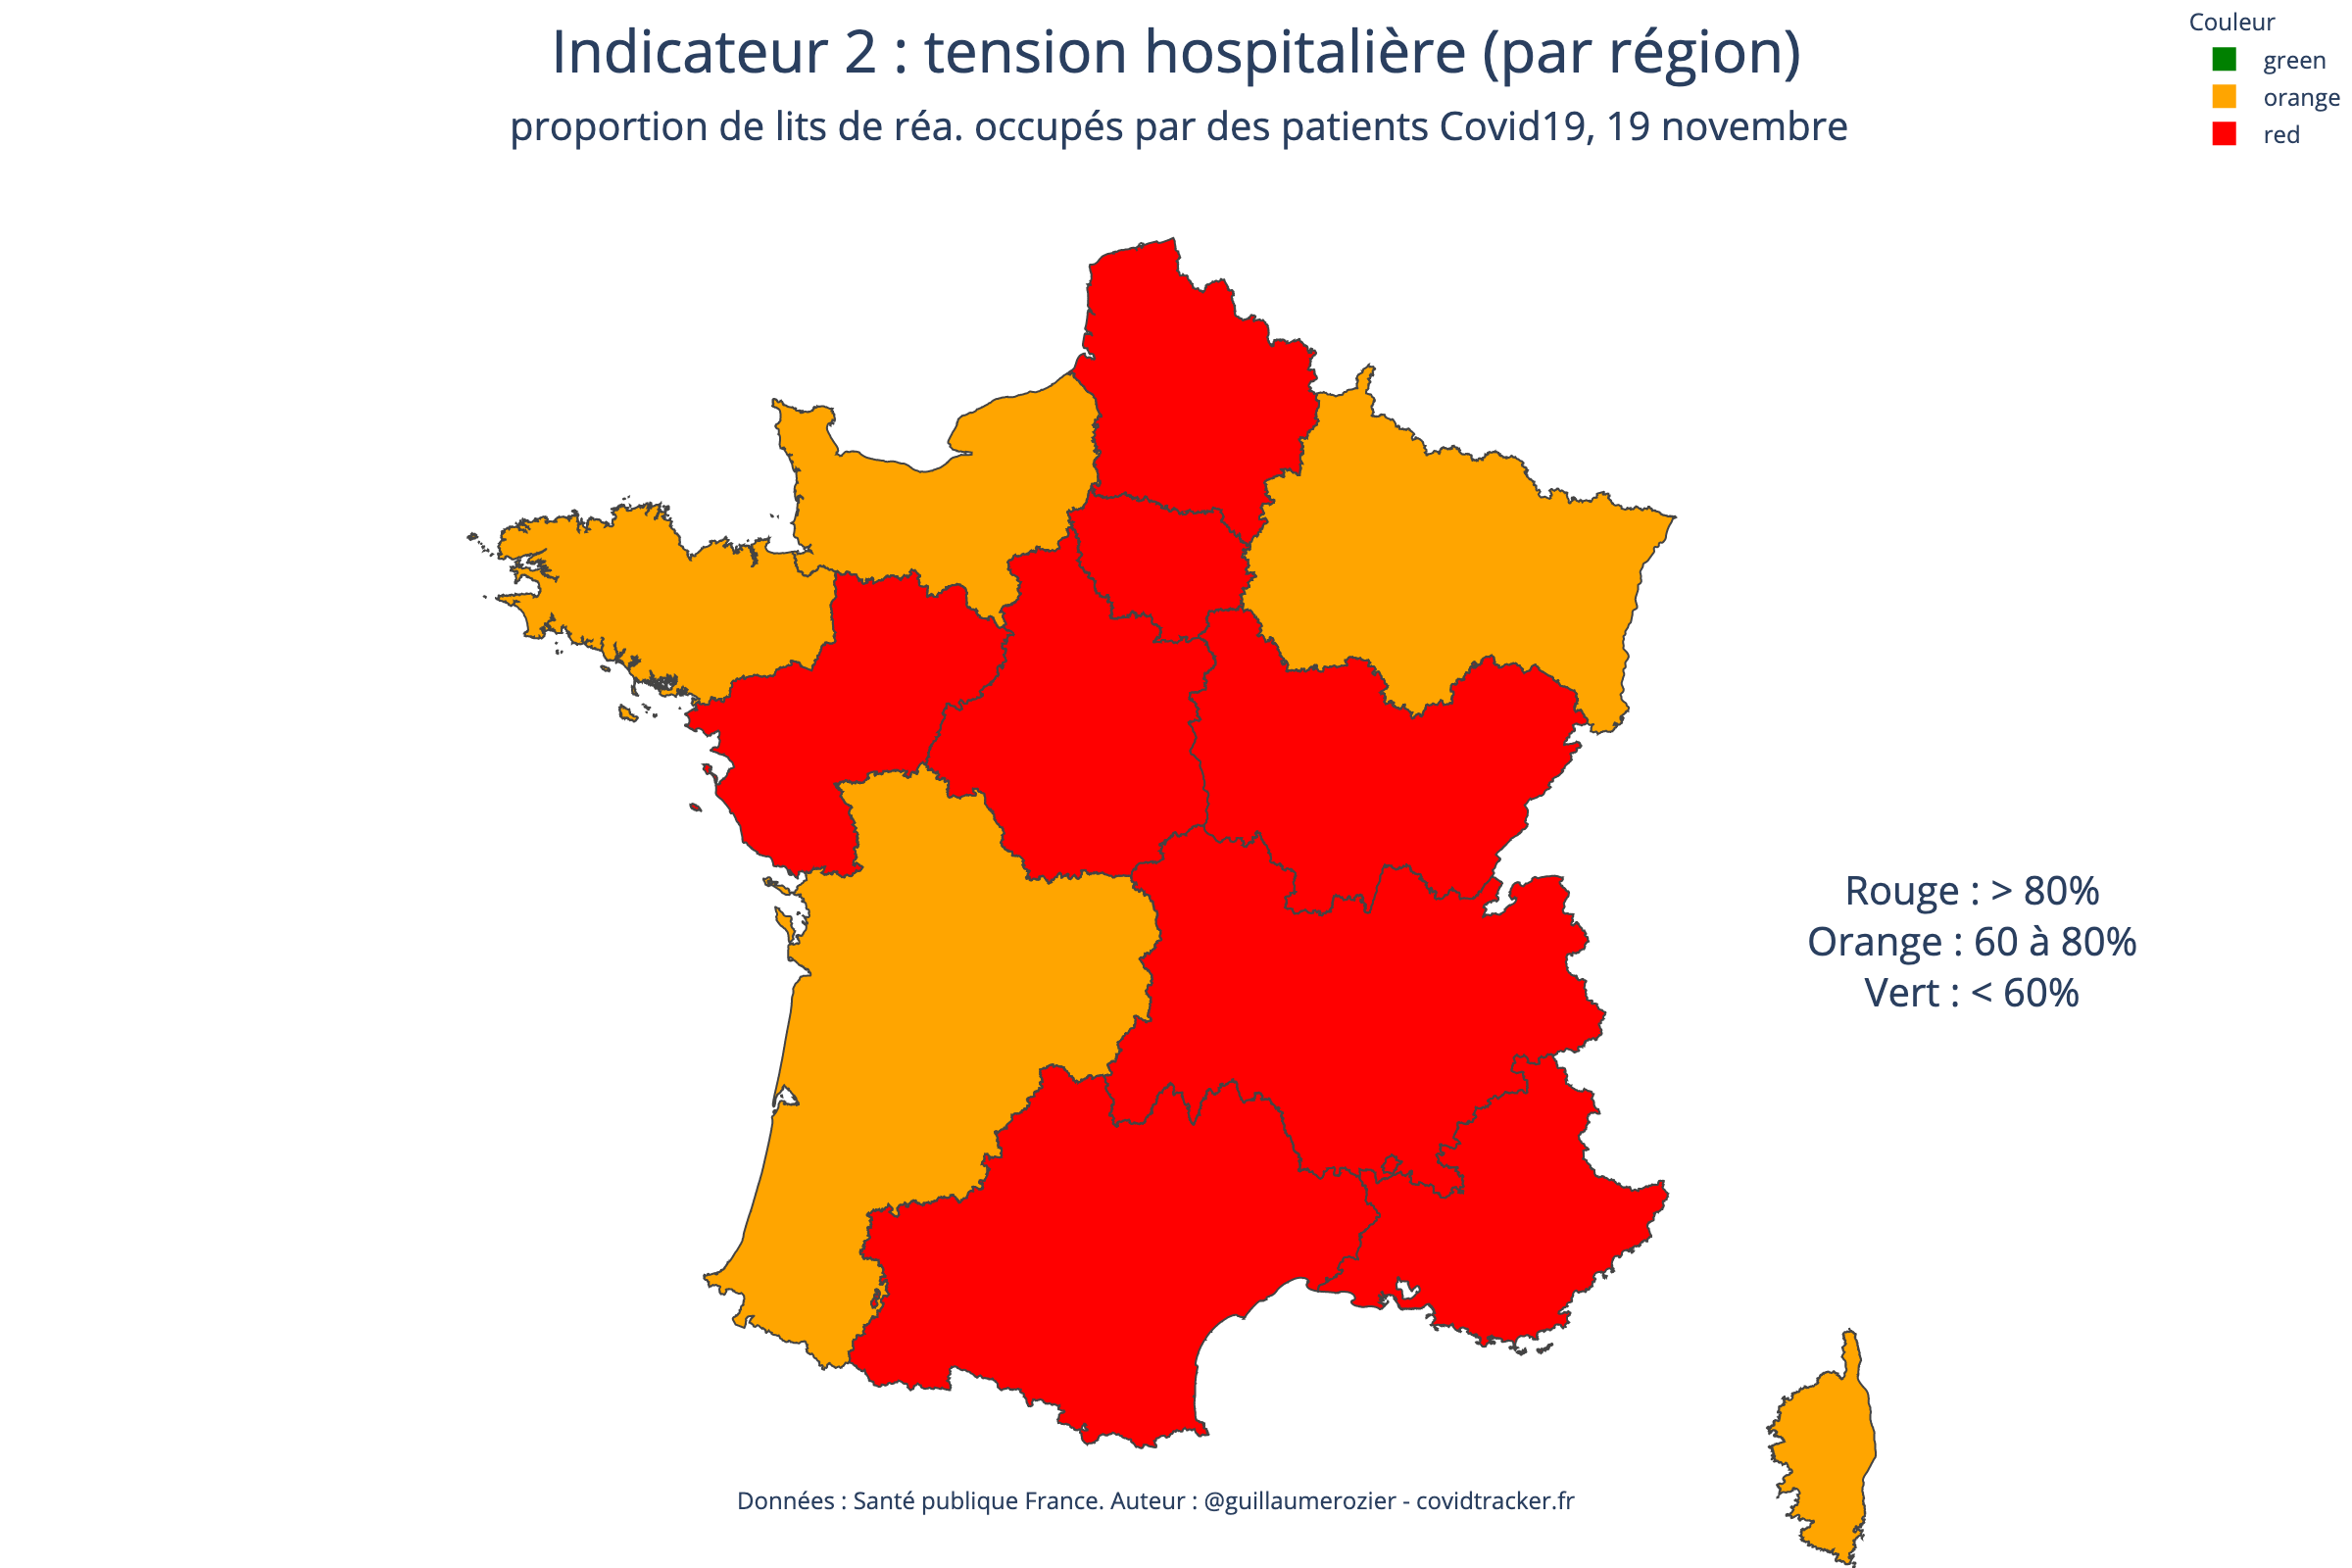 Indicateur 2 : tension hospitalière (par région)
proportion de lits de réa. occupés par des patients Covid19, 19 novembre
Couleur
green
orange
red
Rouge : > 80%
Orange : 60 à 80%
Vert : < 60%
Données : Santé publique France. Auteur : @guillaumerozier - covidtracker.fr